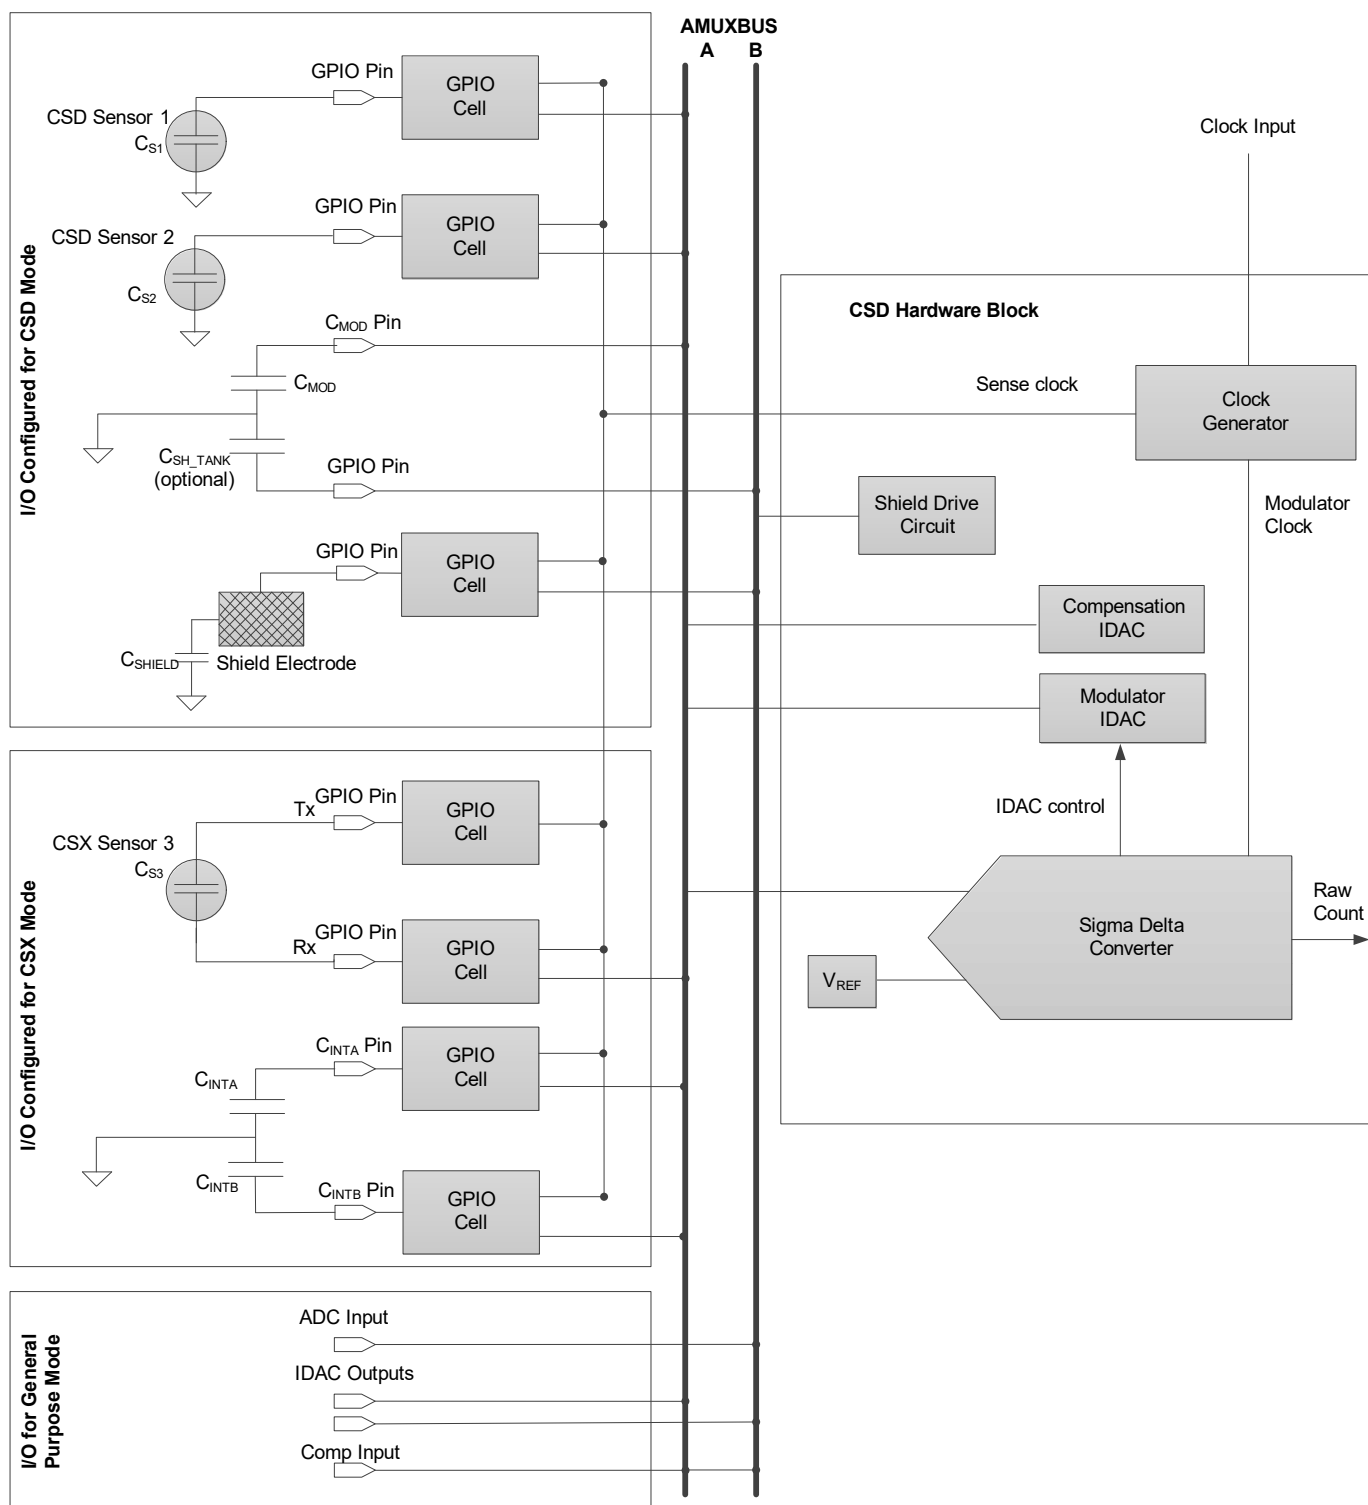 AMUXBUS
A B
I/O Configured for CSD Mode
GPIO Pin
GPIO
Cell
CSD Sensor 1
CS1
GPIO Pin
GPIO
Cell
CSD Sensor 2
CS2
CMOD Pin
CMOD
CSH_TANK
(optional)
GPIO Pin
GPIO Pin
GPIO
Cell
CSHIELD
Shield Electrode
Clock Input
CSD Hardware Block
Sense clock
Clock
Generator
Shield Drive
Circuit
Modulator
Clock
Compensation
IDAC
Modulator
IDAC
IDAC control
Sigma Delta
Converter
Raw
Count
VREF
I/O Configured for CSX Mode
GPIO Pin
Tx
GPIO
Cell
CSX Sensor 3
CS3
GPIO Pin
Rx
GPIO
Cell
CINTA Pin
GPIO
Cell
CINTA
CINTB
CINTB Pin
GPIO
Cell
I/O for General
Purpose Mode
ADC Input
IDAC Outputs
Comp Input